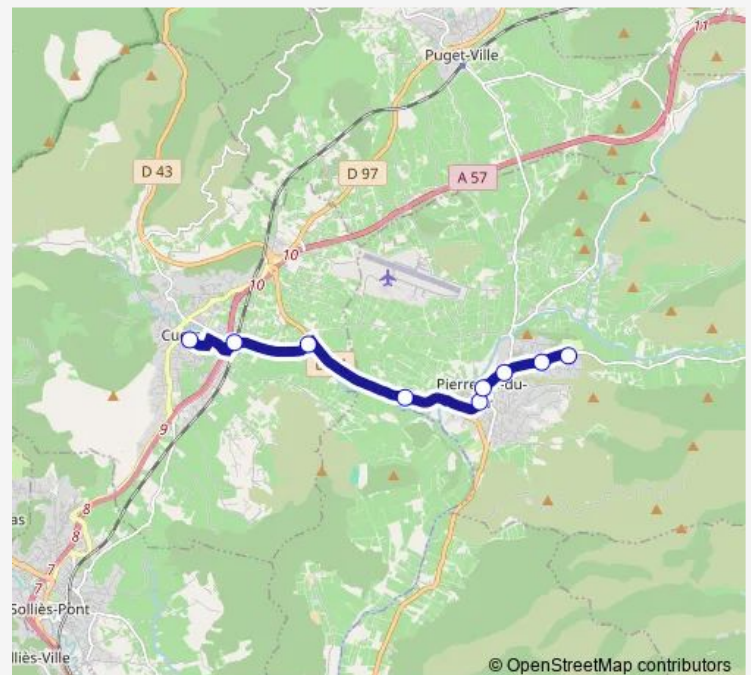 11
Puget-Ville
D 43
D 97
A 57
10
10
Cu
Pierre
-du-
9
8
8
as
7
7
Solliès-Pont
lliès-Ville
© OpenStreetMap contributors